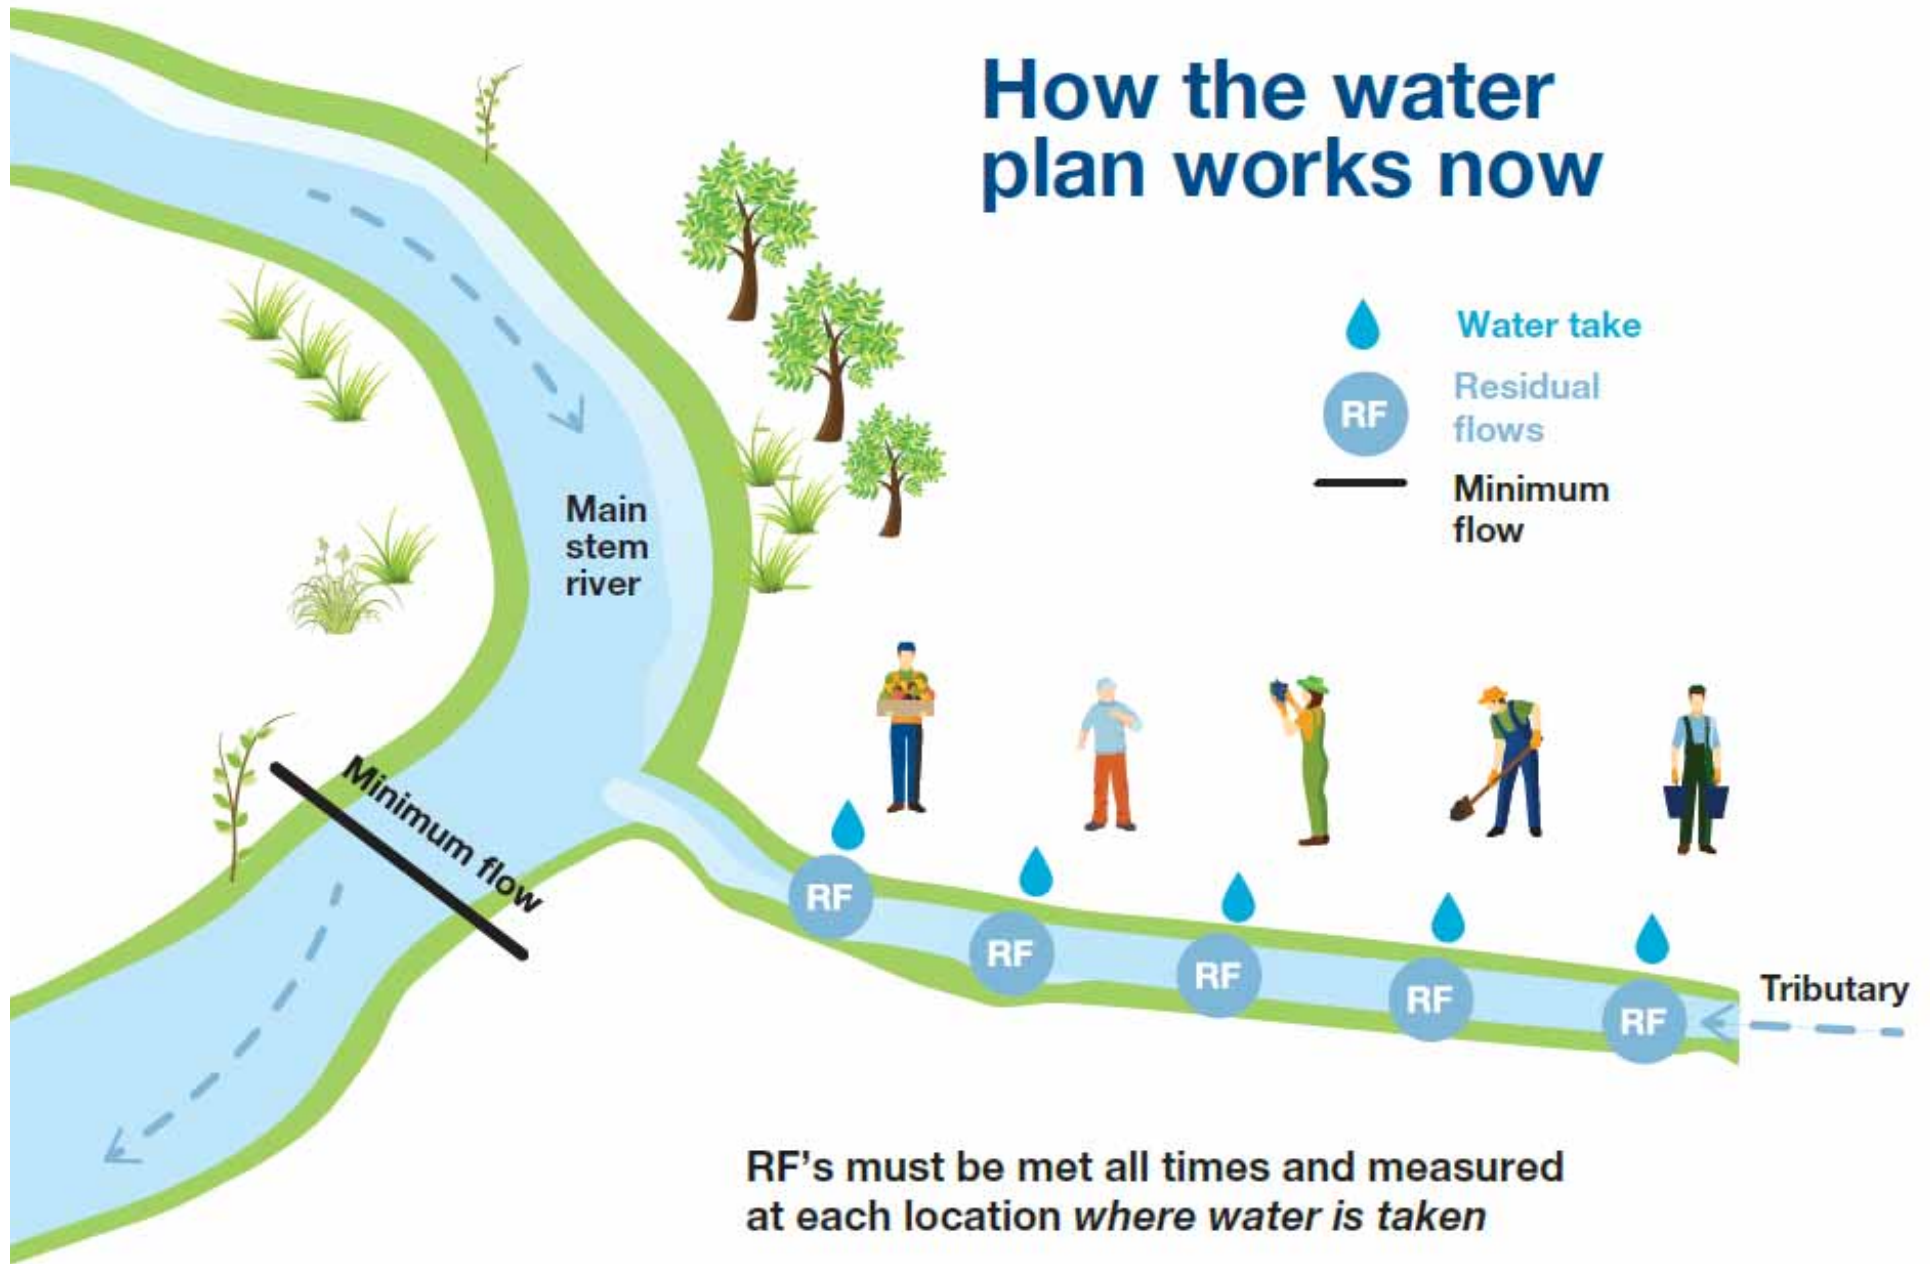 How the water
plan works now
Water take
RF
Residual
flows
Minimum
flow
Main
stem
river
Minimum flow
RF
RF
RF
RF
RF
Tributary
RF's must be met all times and measured
at each location where water is taken